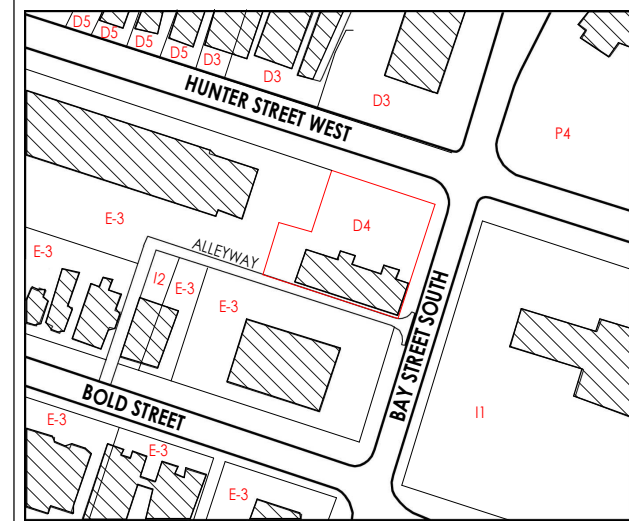 D5
D5
D5
D5
D3
D3
D3
HUNTER STREET WEST
P4
E-3
D4
E-3
ALLEYWAY
I2
E-3
E-3
BAY STREET SOUTH
BOLD STREET
I1
E-3
E-3
E-3